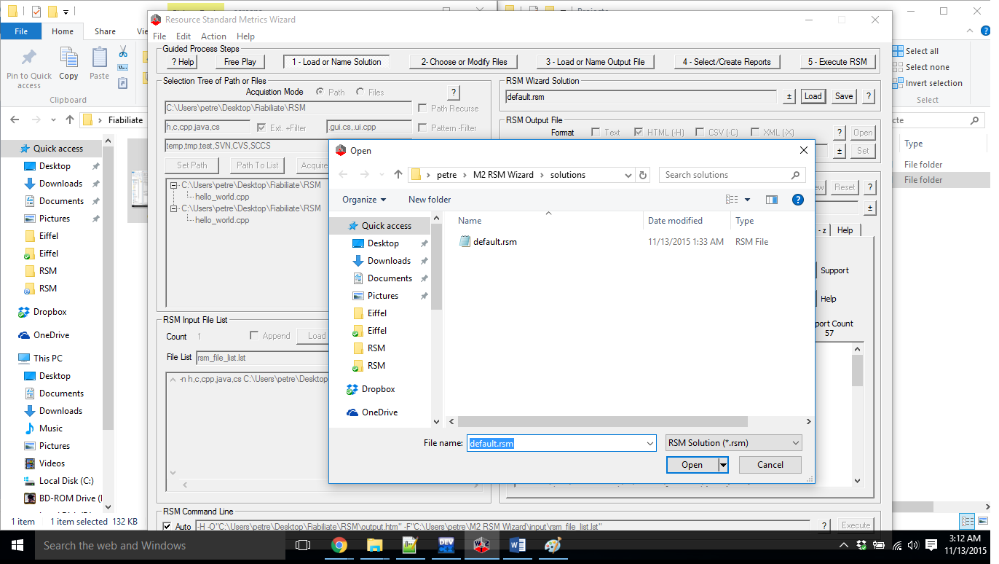 Resource Standard Metrics Wizard
File Edit Action Help
File Home Share
Pin to Quick access
Copy
Paste
Clipboard
Fabiliate
Quick access
Desktop
Downloads
Documents
Pictures
Eiffel
Eiffel
RSM
RSM
Dropbox
OneDrive
This PC
Desktop
Documents
Downloads
Music
Pictures
Videos
Local Disk (C:)
BD-ROM Drive (
1 item 1 item selected 132 KB
Guided Process Steps
? Help
Free Play
1 - Load or Name Solution
2- Choose or Modify Files
3 - Load or Name Output File
4 - Select/Create Reports
5 - Execute RSM
Selection Tree of Path or Files
Acquistion Mode Path Files ?
C:\Users\petre\Desktop\Fiabiliate\RSM Path Recurse
h,c,cpp,java,cs Ext. +Filter .gui.cs,.ui.cpp Pattern -Filter
temp,tmp,test,SVN,CVS,SCCS
Set Path Path To List Acquire
C:\Users\petre\Desktop\Fiabiliate\RSM
hello_world.cpp
C:\Users\petre\Desktop\Fiabiliate\RSM
hello_world.cpp
RSM Input File List
Count 1 Append Load
File List rsm_file_list.lst
-n h,c,cpp,java,cs C:\Users\petre\Desktop
RSM Wizard Solution
default.rsm ± Load Save ?
RSM Output File
Format Text HTML (-H) CSV (-C) XML (-X) ? Open
± Set
Reset ?
±
- z Help
Support
Help
port Count
57
RSM Command Line
Auto -H -O"C:\Users\petre\Desktop\Fiabiliate\RSM\output.htm" -F"C:\Users\petre\M2 RSM Wizard\input\rsm_file_list.lst" ? Execute
Open
petre > M2 RSM Wizard > solutions
Search solutions
Organize New folder
Quick access
Desktop
Downloads
Documents
Pictures
Eiffel
Eiffel
RSM
RSM
Dropbox
OneDrive
Name Date modified Type
default.rsm 11/13/2015 1:33 AM RSM File
File name: default.rsm RSM Solution (*.rsm)
Open Cancel
Select all
Select none
Invert selection
Select
Type
File folder
File folder
Search the web and Windows
3:12 AM
11/13/2015